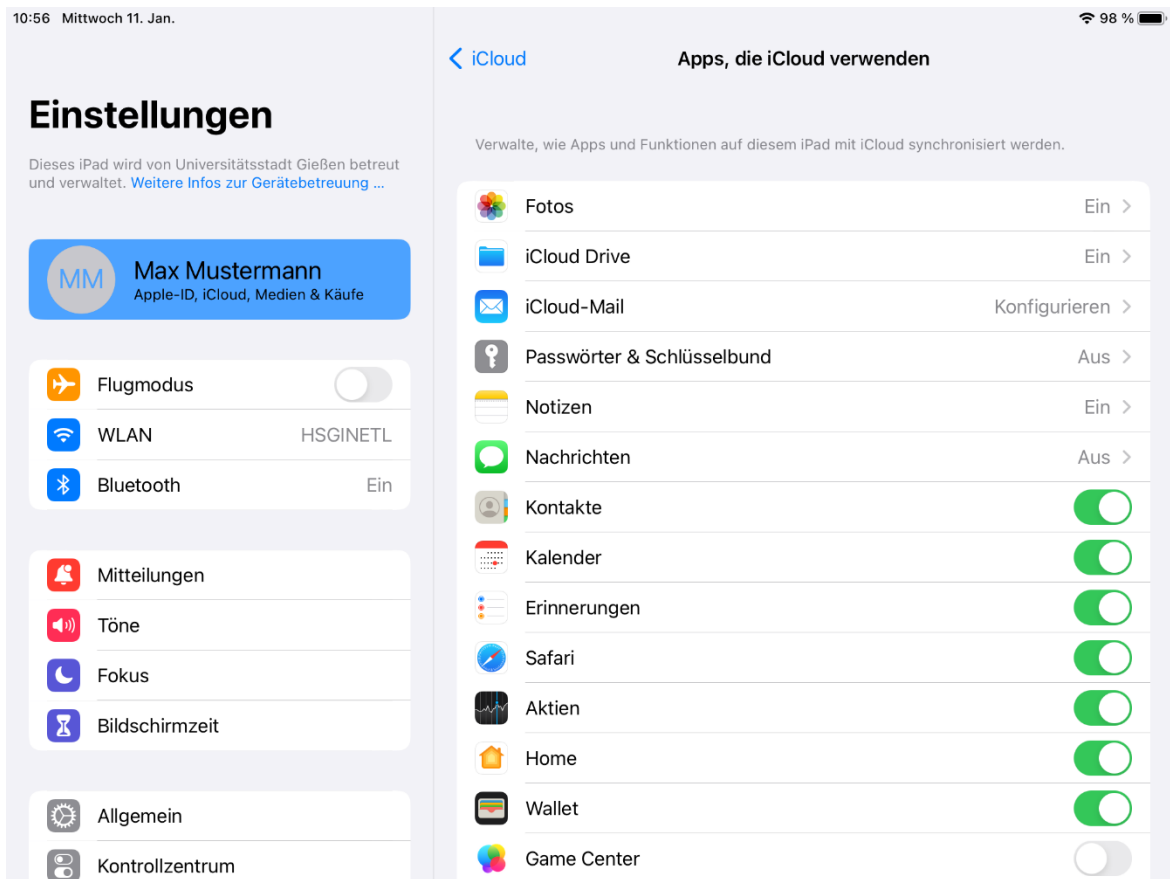 10:56 Mittwoch 11. Jan.
98 %
Einstellungen
Dieses iPad wird von Universitätsstadt Gießen betreut
und verwaltet. Weitere Infos zur Gerätebetreuung ...
MM
Max Mustermann
Apple-ID, iCloud, Medien & Käufe
Flugmodus
WLAN HSGINETL
Bluetooth Ein
Mitteilungen
Töne
Fokus
Bildschirmzeit
Allgemein
Kontrollzentrum
iCloud
Apps, die iCloud verwenden
Verwalte, wie Apps und Funktionen auf diesem iPad mit iCloud synchronisiert werden.
Fotos Ein
iCloud Drive Ein
iCloud-Mail Konfigurieren
Passwörter & Schlüsselbund Aus
Notizen Ein
Nachrichten Aus
Kontakte
Kalender
Erinnerungen
Safari
Aktien
Home
Wallet
Game Center